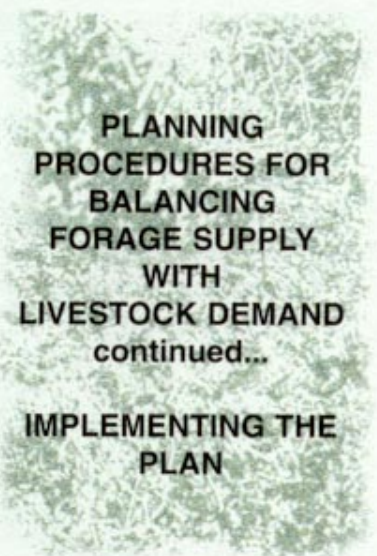 PLANNING
PROCEDURES FOR
BALANCING
FORAGE SUPPLY
WITH
LIVESTOCK DEMAND
continued...
IMPLEMENTING THE
PLAN